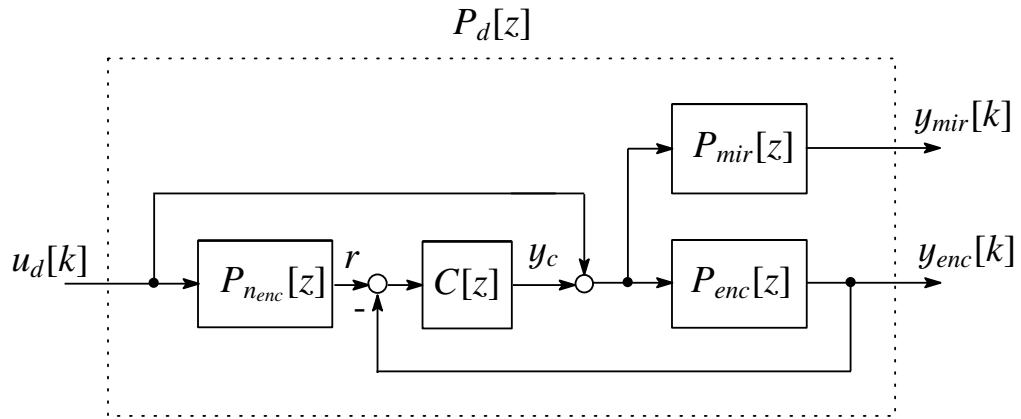 P_d[z]
y_mir[k]
P_mir[z]
u_d[k]
P_n_enc[z]
r
-
C[z]
y_c
P_enc[z]
y_enc[k]